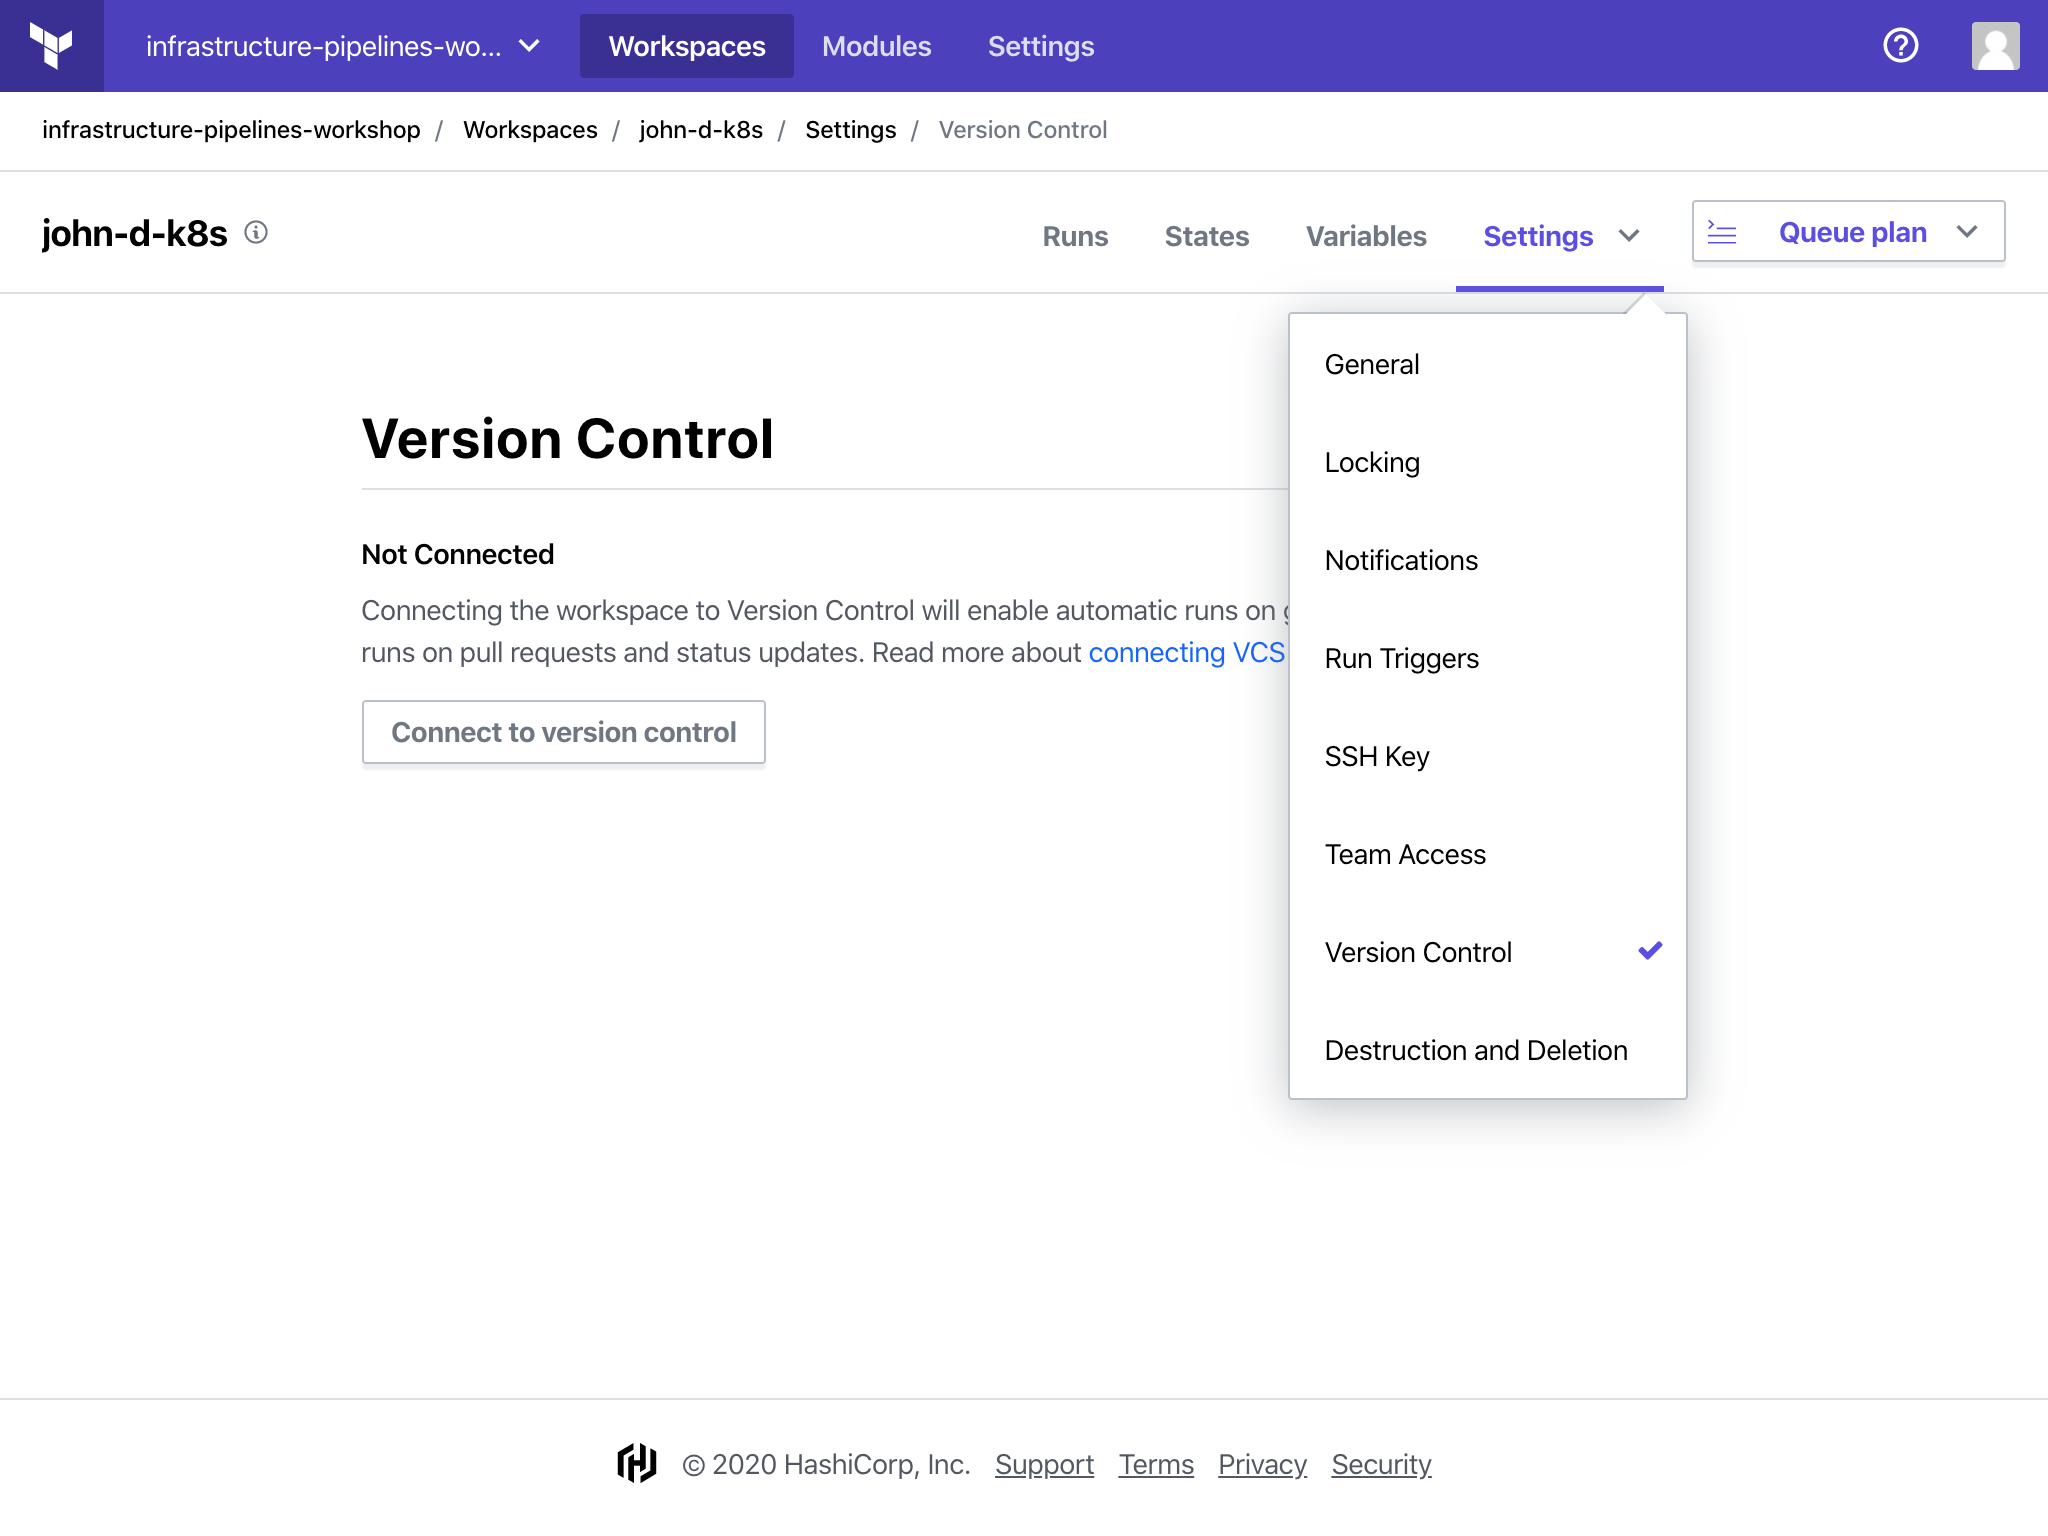 infrastructure-pipelines-wo... Workspaces Modules Settings
infrastructure-pipelines-workshop / Workspaces / john-d-k8s / Settings / Version Control
john-d-k8s Runs States Variables Settings Queue plan
General
Locking
Notifications
Run Triggers
SSH Key
Team Access
Version Control
Destruction and Deletion
Version Control
Not Connected
Connecting the workspace to Version Control will enable automatic runs on
runs on pull requests and status updates. Read more about connecting VCS
Connect to version control
© 2020 HashiCorp, Inc. Support Terms Privacy Security